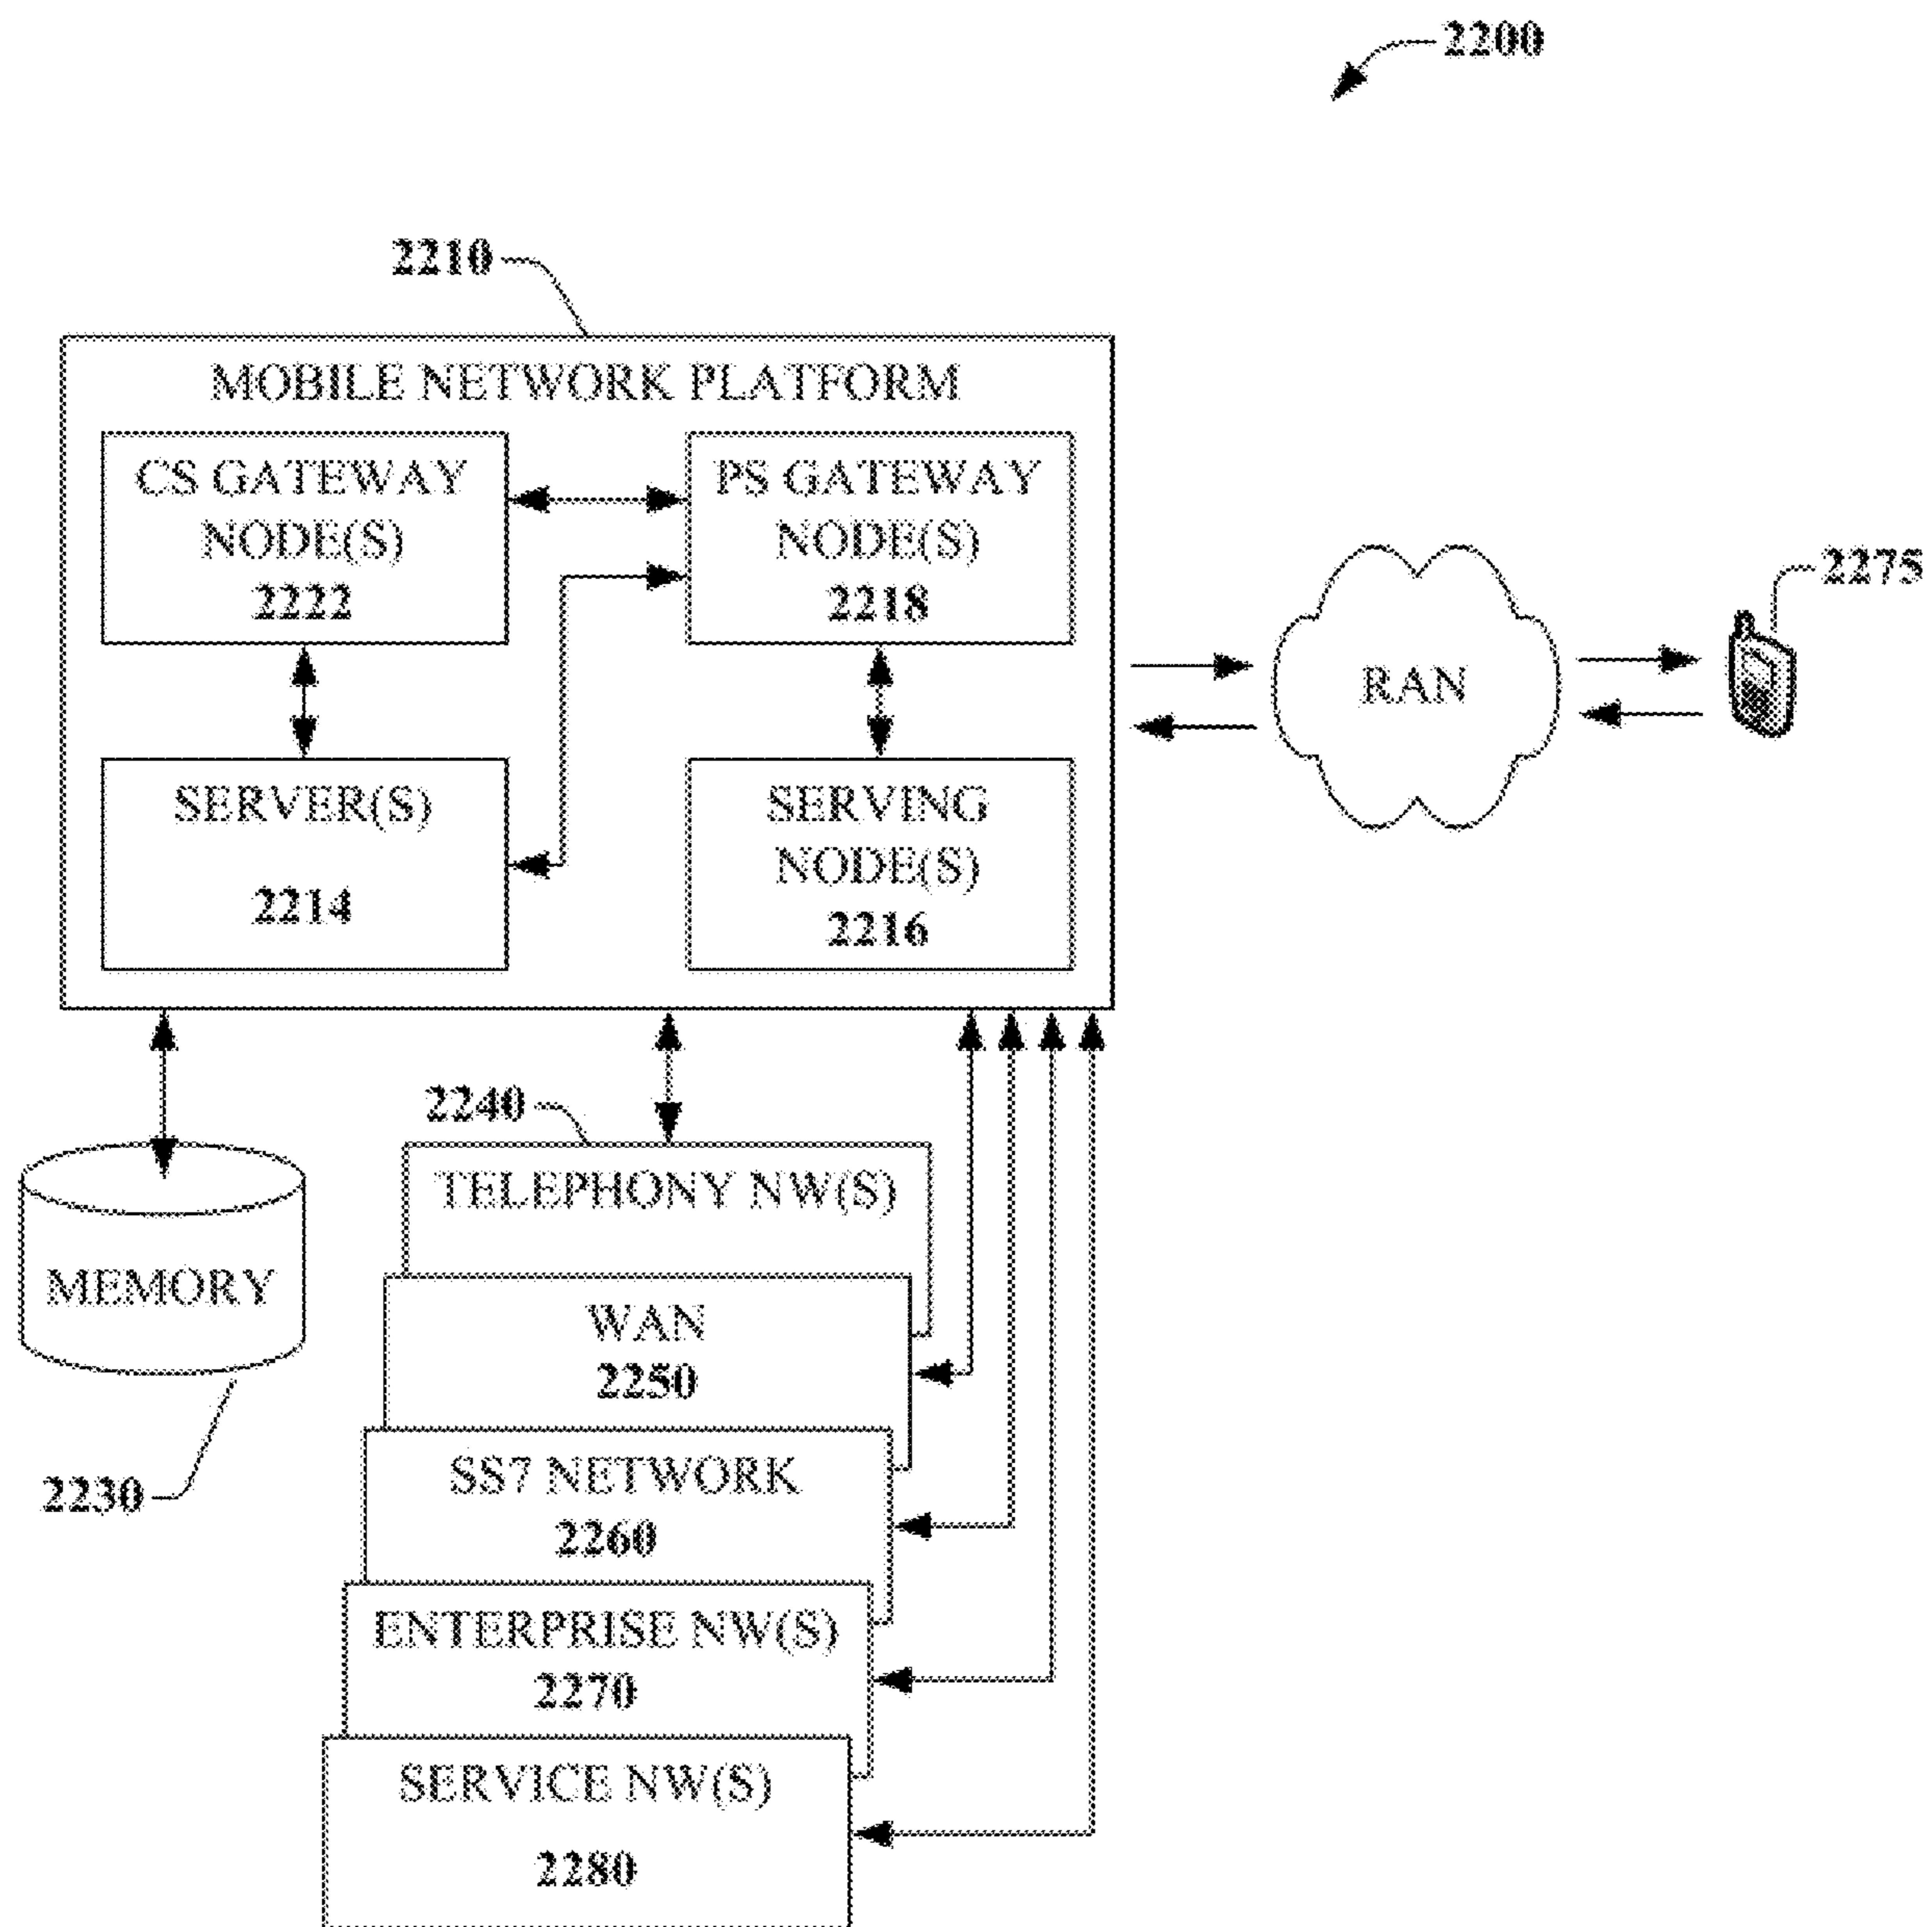 2200
2210
MOBILE NETWORK PLATFORM
CS GATEWAY
NODE(S)
2222
PS GATEWAY
NODE(S)
2218
SERVER(S)
2214
SERVING
NODE(S)
2216
RAN
2275
2240
TELEPHONY NW(S)
MEMORY
2230
WAN
2250
SS7 NETWORK
2260
ENTERPRISE NW(S)
2270
SERVICE NW(S)
2280